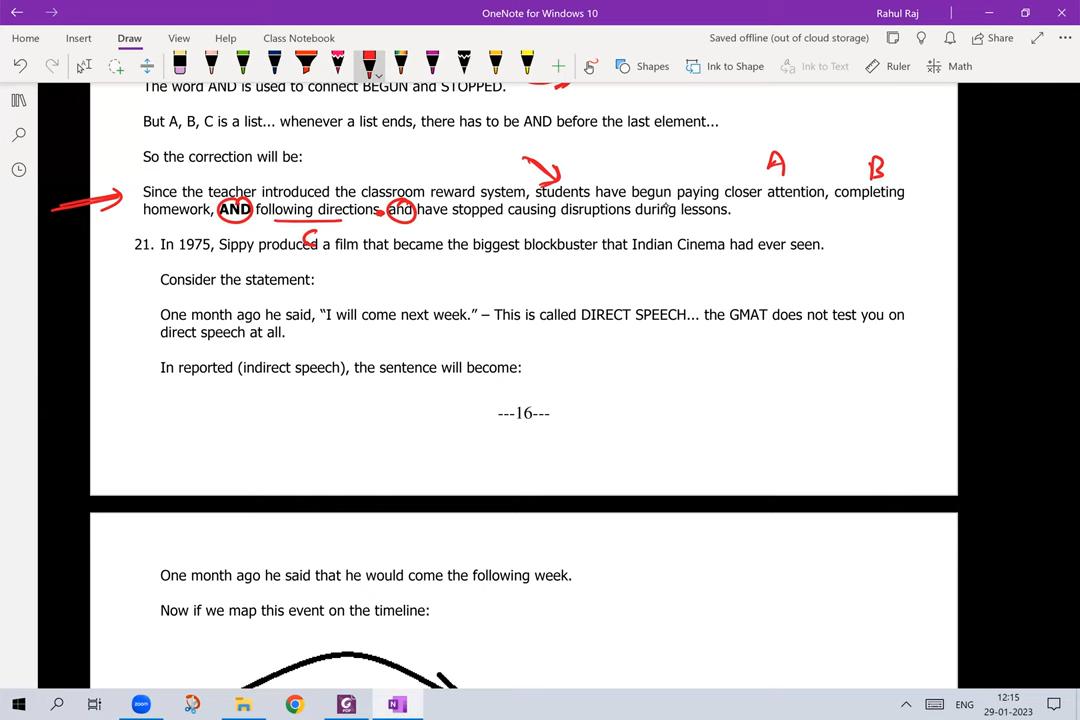 OneNote for Windows 10
Rahul Raj
Home Insert Draw View Help Class Notebook
Saved offline (out of cloud storage) Share
Shapes Ink to Shape Ink to Text Ruler Math
The word AND is used to connect BEGUN and STOPPED.
But A, B, C is a list... whenever a list ends, there has to be AND before the last element...
So the correction will be:
A B
Since the teacher introduced the classroom reward system, students have begun paying closer attention, completing
homework, AND following directions, and have stopped causing disruptions during lessons.
C
21. In 1975, Sippy produced a film that became the biggest blockbuster that Indian Cinema had ever seen.
Consider the statement:
One month ago he said, “I will come next week.” – This is called DIRECT SPEECH... the GMAT does not test you on
direct speech at all.
In reported (indirect speech), the sentence will become:
---16---
One month ago he said that he would come the following week.
Now if we map this event on the timeline:
zoom
PDF
N
ENG
12:15
29-01-2023